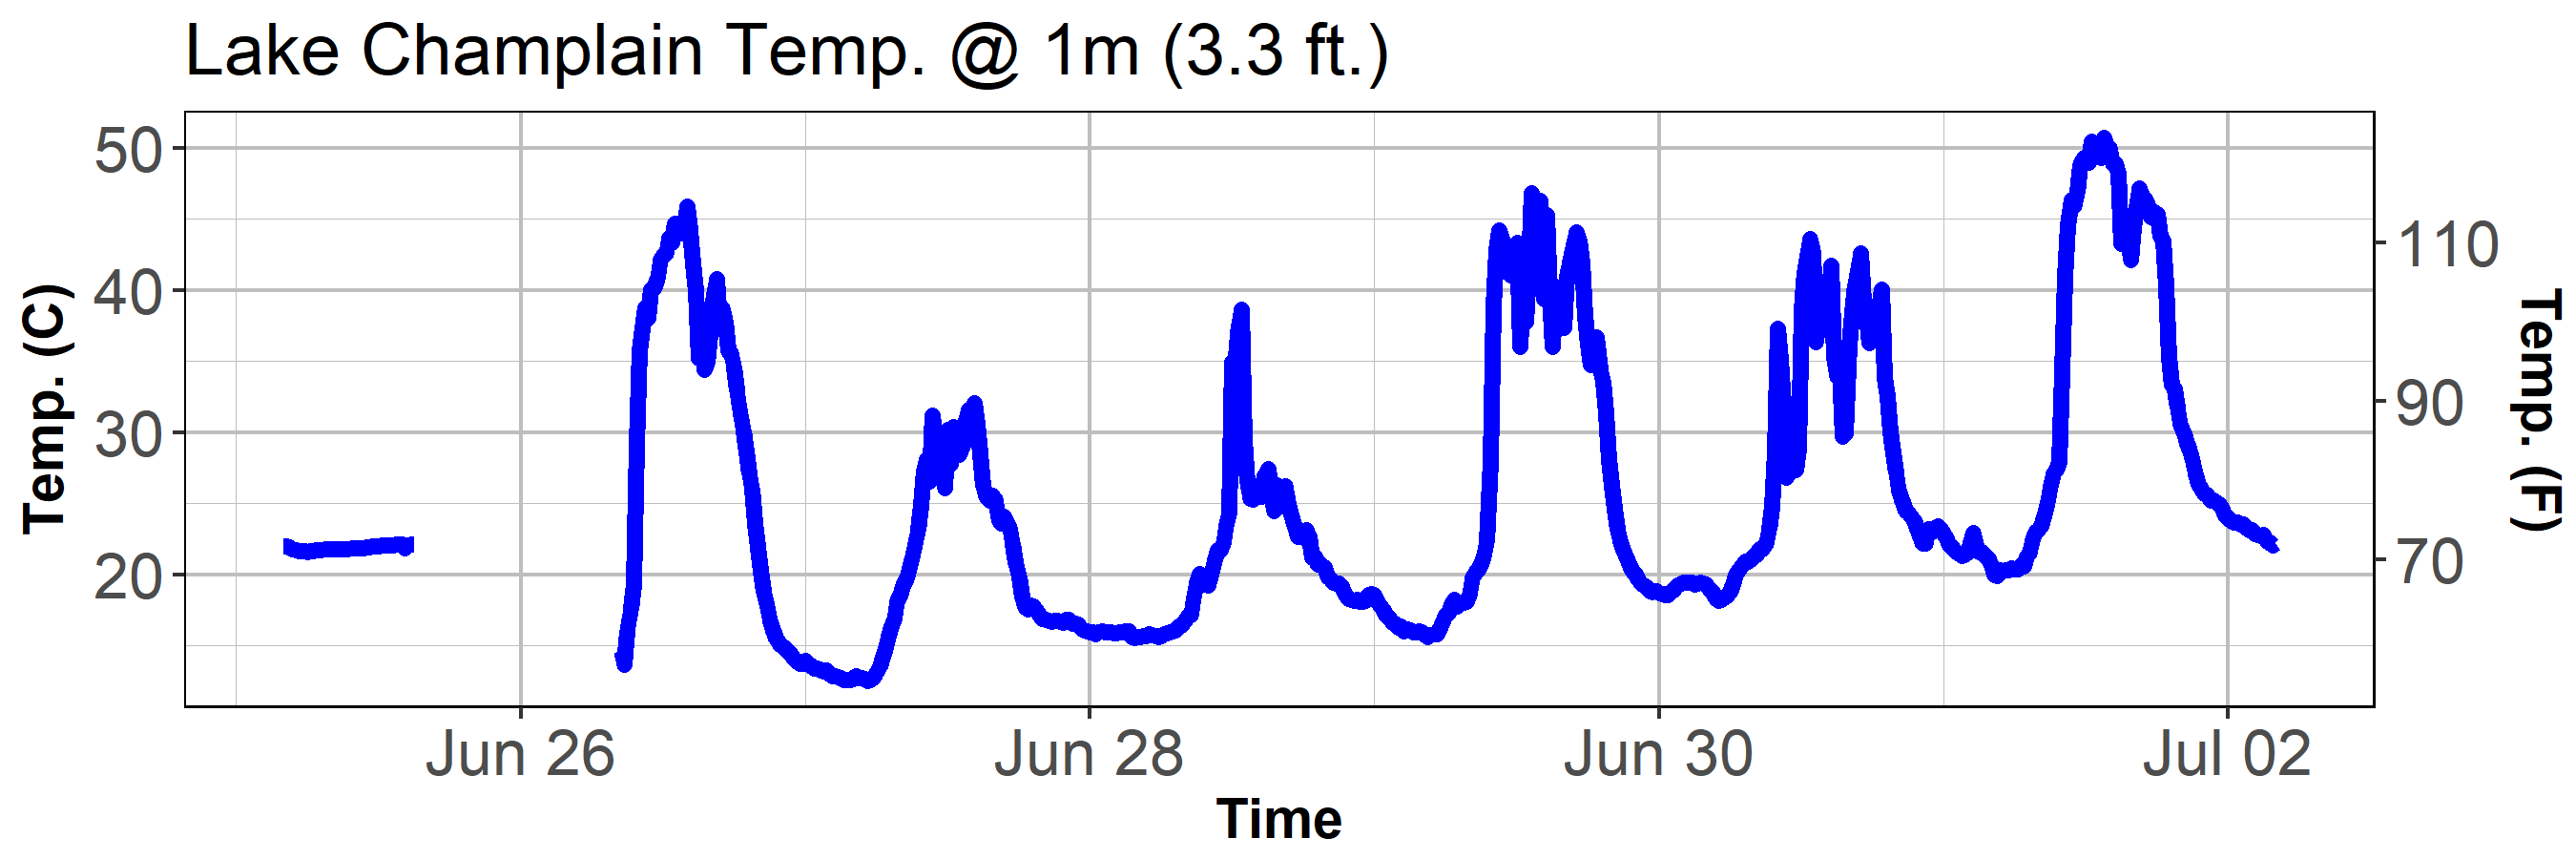 Lake Champlain Temp. @ 1m (3.3 ft.)
Temp. (C)
50
40
30
20
110
90
70
Temp. (F)
Jun 26
Jun 28
Jun 30
Jul 02
Time